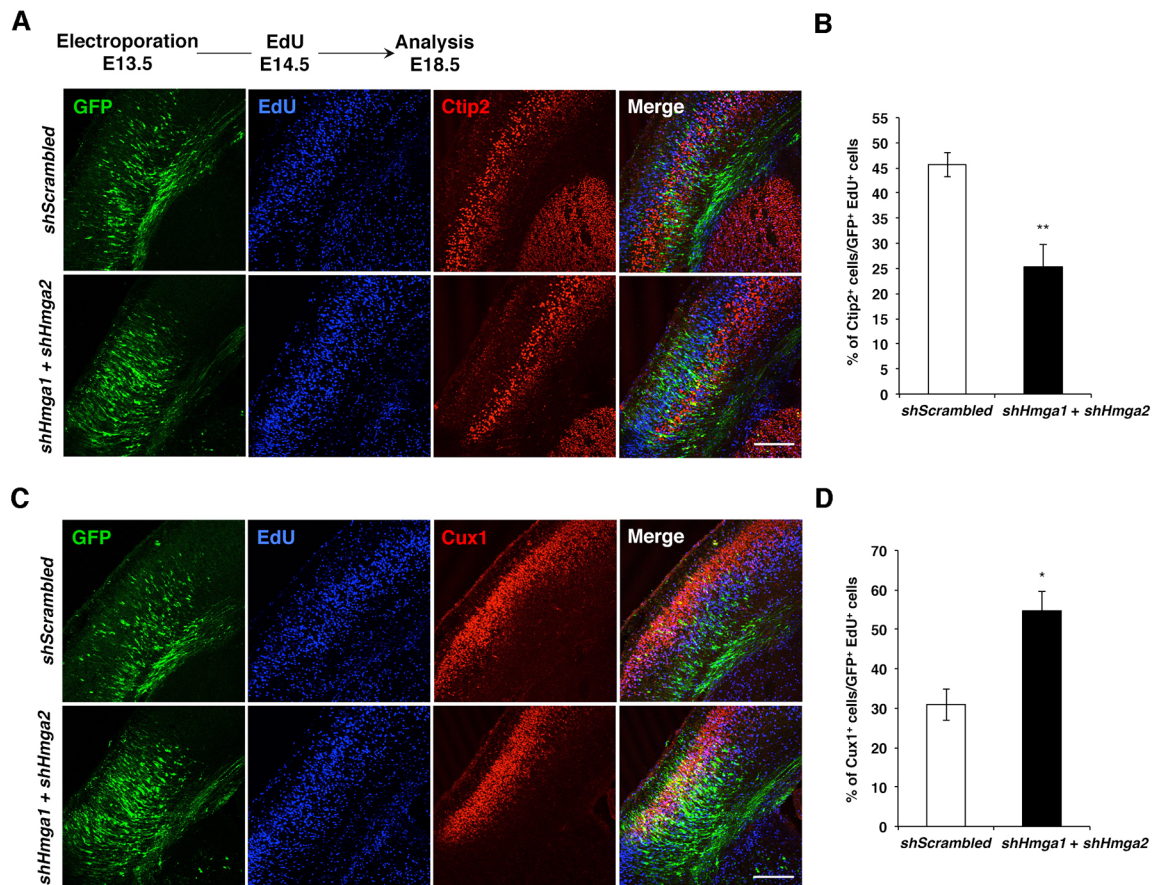 A
Electroporation
E13.5
EdU
E14.5
Analysis
E18.5
GFP
EdU
Ctip2
Merge
shScrambled
shHmga1 + shHmga2
B
% of Ctip2⁺ cells/GFP⁺ EdU⁺ cells
55
50
45
40
35
30
25
20
15
10
5
0
**
shScrambled
shHmga1 + shHmga2
C
GFP
EdU
Cux1
Merge
shScrambled
shHmga1 + shHmga2
D
% of Cux1⁺ cells/GFP⁺ EdU⁺ cells
70
60
50
40
30
20
10
0
*
shScrambled
shHmga1 + shHmga2